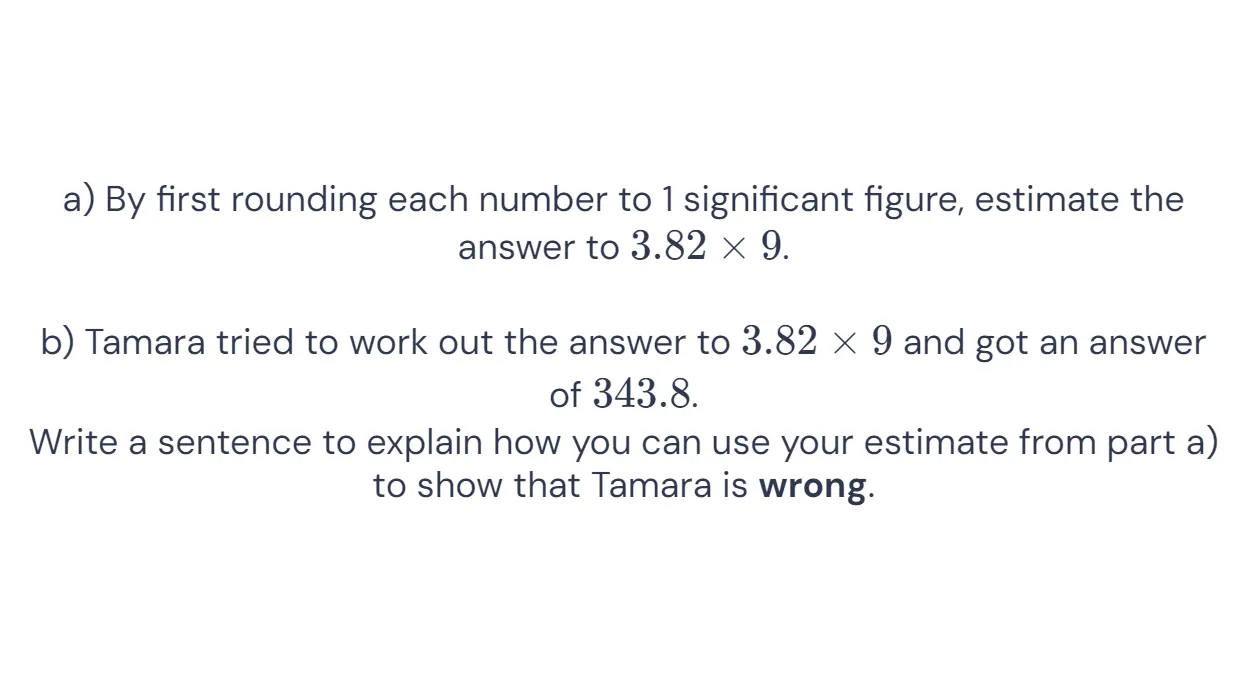 a) By first rounding each number to 1 significant figure, estimate the
answer to 3.82 × 9.
b) Tamara tried to work out the answer to 3.82 × 9 and got an answer
of 343.8.
Write a sentence to explain how you can use your estimate from part a)
to show that Tamara is wrong.